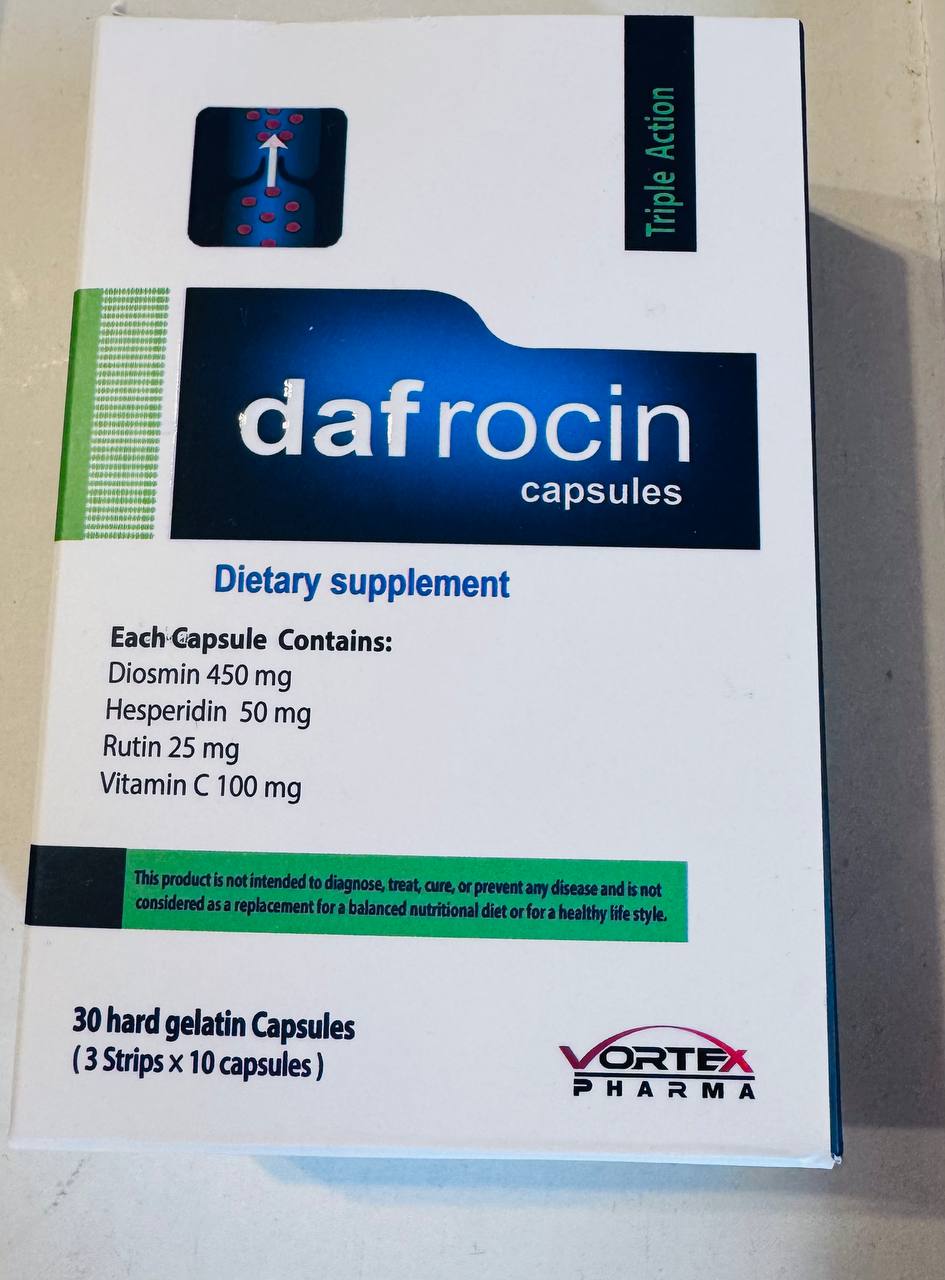 Triple Action
dafrocin
capsules
Dietary supplement
Each Capsule Contains:
Diosmin 450 mg
Hesperidin 50 mg
Rutin 25 mg
Vitamin C 100 mg
This product is not intended to diagnose, treat, cure, or prevent any disease and is not
considered as a replacement for a balanced nutritional diet or for a healthy life style.
30 hard gelatin Capsules
( 3 Strips x 10 capsules )
VORTEX
PHARMA